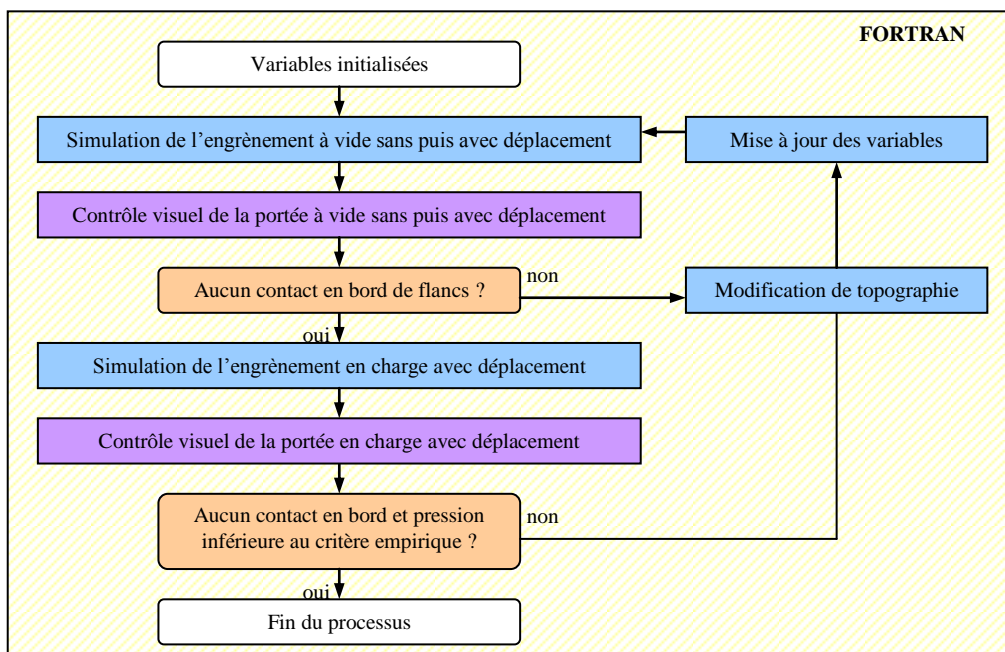 FORTRAN
Variables initialisées
Simulation de l'engrènement à vide sans puis avec déplacement
Mise à jour des variables
Contrôle visuel de la portée à vide sans puis avec déplacement
Aucun contact en bord de flancs ?
non
Modification de topographie
oui
Simulation de l'engrènement en charge avec déplacement
Contrôle visuel de la portée en charge avec déplacement
Aucun contact en bord et pression
inférieure au critère empirique ?
non
oui
Fin du processus